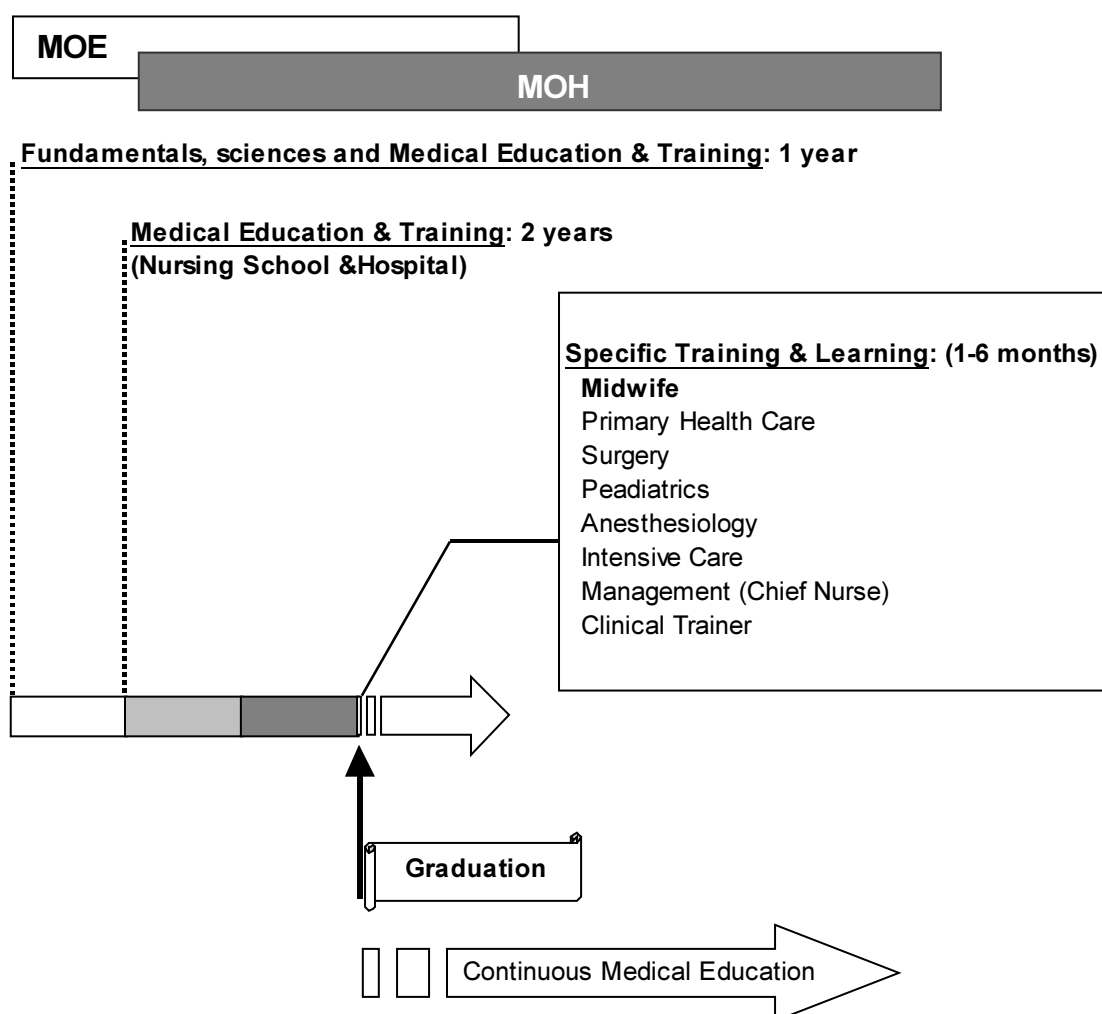 MOE
MOH
Fundamentals, sciences and Medical Education & Training: 1 year
Medical Education & Training: 2 years
(Nursing School &Hospital)
Specific Training & Learning: (1-6 months)
Midwife
Primary Health Care
Surgery
Peadiatrics
Anesthesiology
Intensive Care
Management (Chief Nurse)
Clinical Trainer
Graduation
Continuous Medical Education